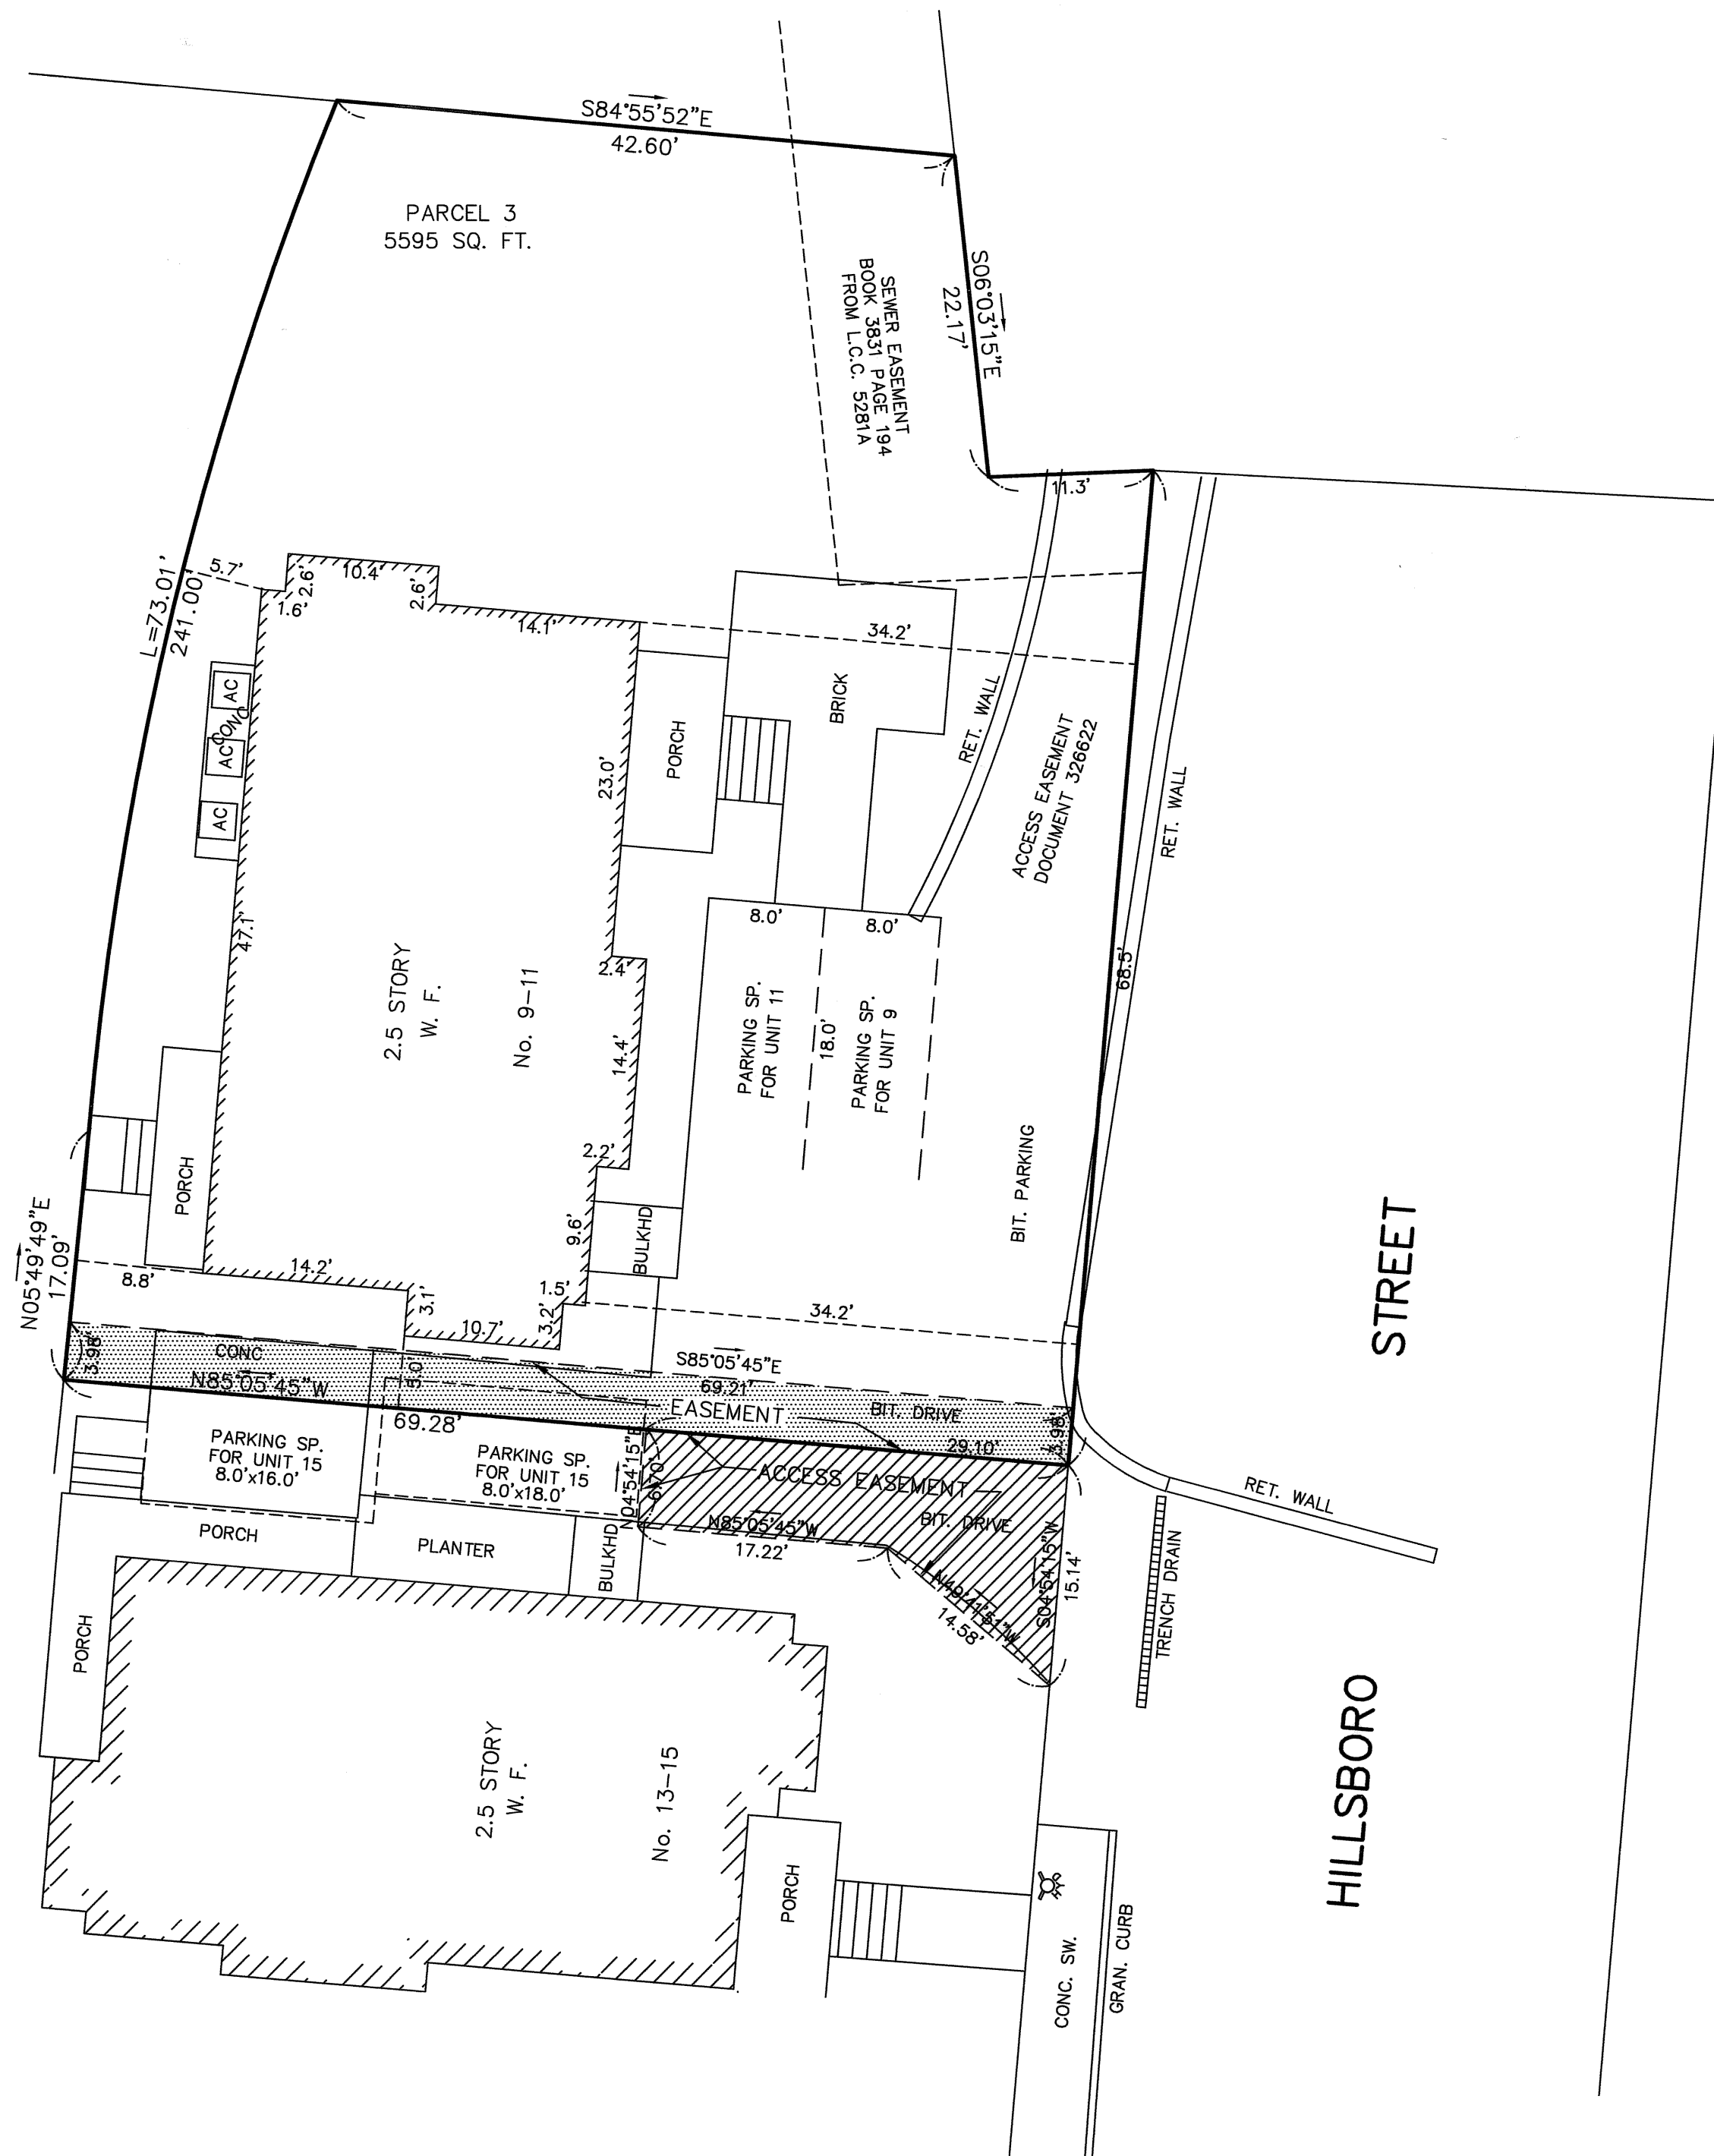 S84°55'52"E
42.60'
PARCEL 3
5595 SQ. FT.
SEWER EASEMENT
BOOK 3831 PAGE 194
FROM L.C.C. 5281A
S06°03'15"E
22.17'
11.3'
L=73.01'
241.00'
5.7'
1.6'
2.6'
10.4'
2.6'
14.1'
34.2'
AC
CONC
AC
AC
47.1'
23.0'
PORCH
BRICK
RET. WALL
ACCESS EASEMENT
DOCUMENT 326622
RET. WALL
68.5'
8.0'
8.0'
2.4'
2.5 STORY
W. F.
No. 9-11
14.4'
PARKING SP.
FOR UNIT 11
18.0'
PARKING SP.
FOR UNIT 9
2.2'
BIT. PARKING
PORCH
9.6'
BULKHD
N05°49'49"E
17.09'
8.8'
14.2'
3.1'
1.5'
3.2'
10.7'
34.2'
STREET
3.98'
CONC
N85°05'45"W
5.0'
S85°05'45"E
69.21'
EASEMENT
BIT. DRIVE
69.28'
29.10'
3.98'
PARKING SP.
FOR UNIT 15
8.0'x16.0'
PARKING SP.
FOR UNIT 15
8.0'x18.0'
N04°54'15"E
6.70'
ACCESS EASEMENT
BIT. DRIVE
N85°05'45"W
17.22'
N49°41'51"W
14.58'
S04°54'15"W
15.14'
RET. WALL
TRENCH DRAIN
PORCH
PLANTER
BULKHD
PORCH
2.5 STORY
W. F.
No. 13-15
PORCH
HILLSBORO
CONC. SW.
GRAN. CURB